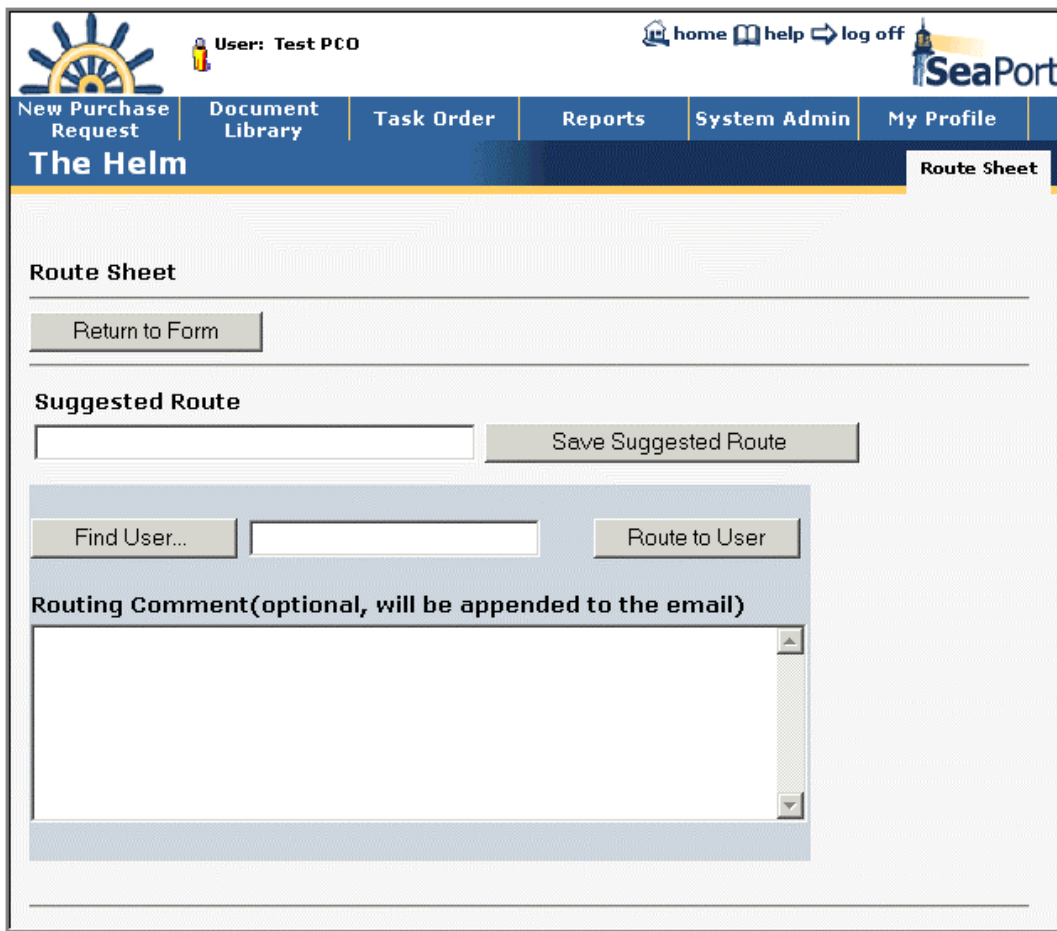 User: Test PCO
home help log off
SeaPort
New Purchase Request
Document Library
Task Order
Reports
System Admin
My Profile
The Helm
Route Sheet
Route Sheet
Return to Form
Suggested Route
Save Suggested Route
Find User...
Route to User
Routing Comment(optional, will be appended to the email)